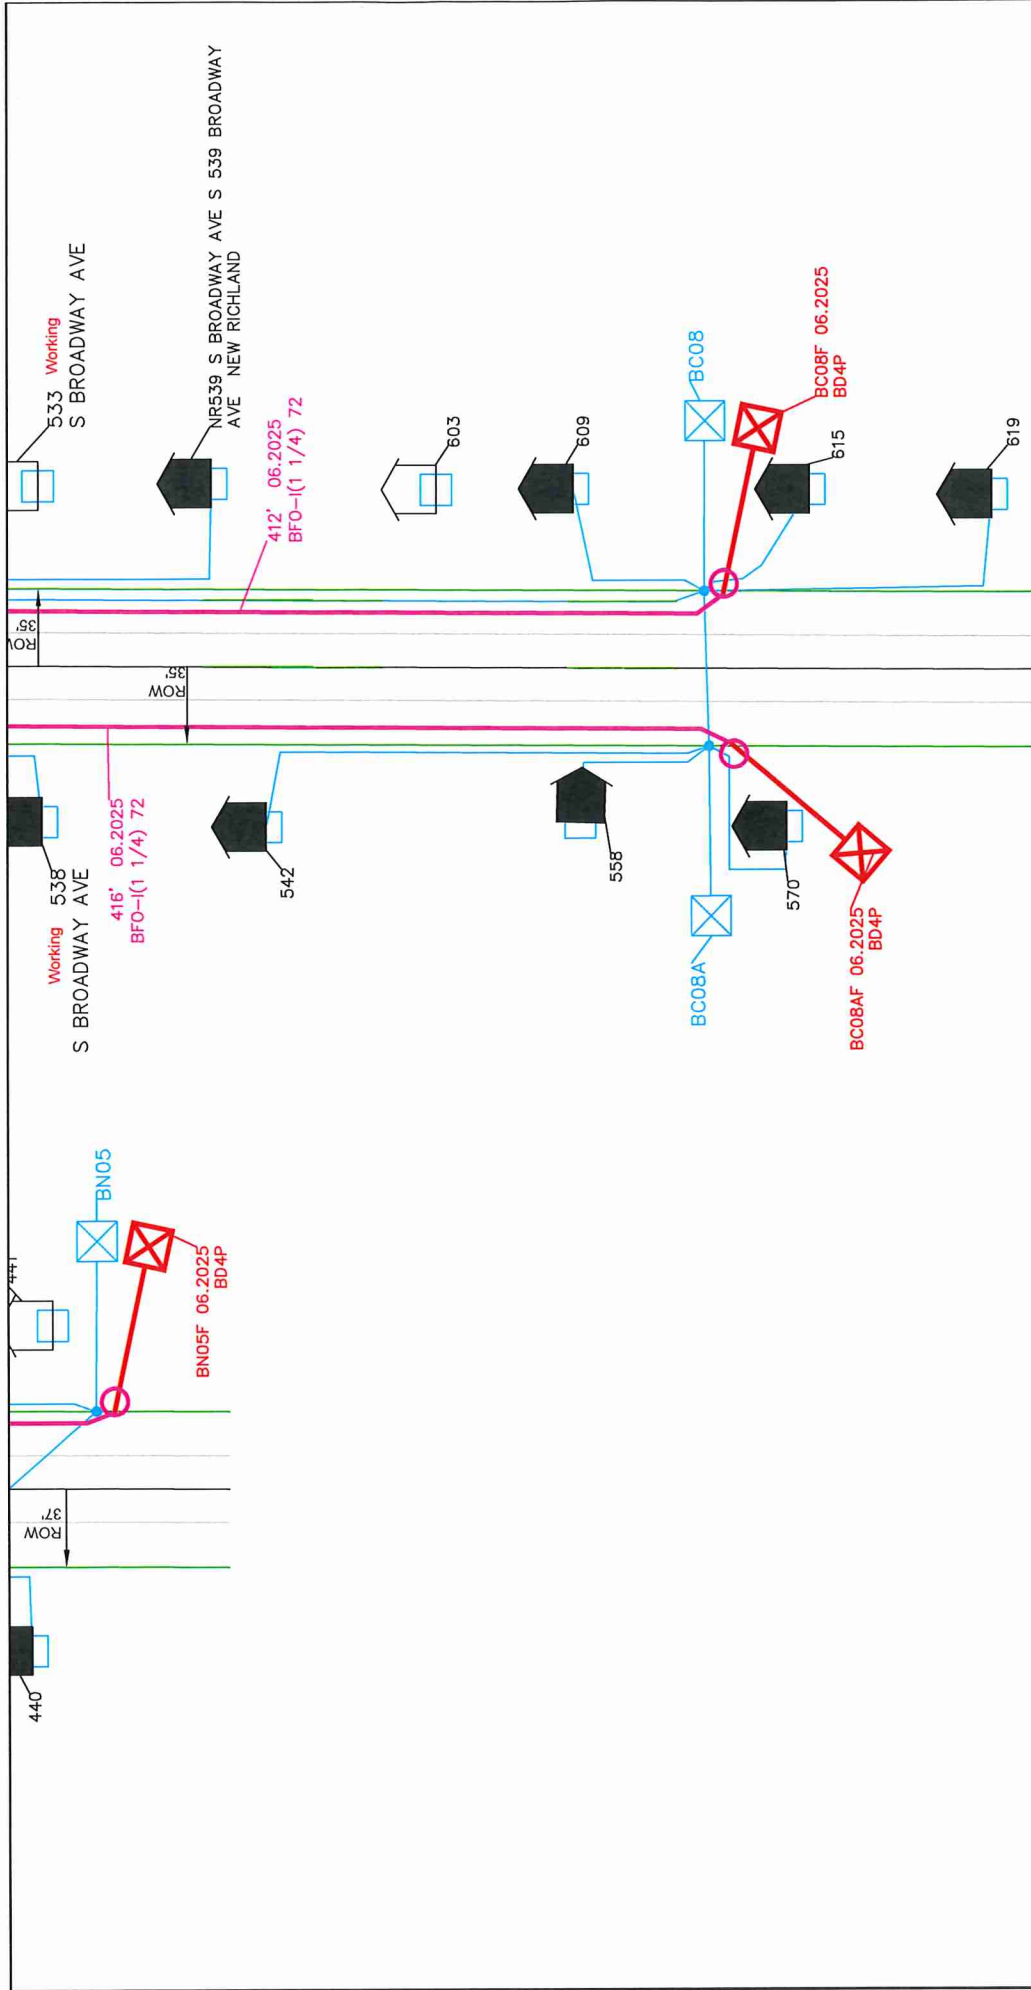 533 Working
S BROADWAY AVE
NR539 S BROADWAY AVE S 539 BROADWAY
AVE NEW RICHLAND
412' 06.2025
BFO-I(1 1/4) 72
603
609
BC08
BC08F 06.2025
BD4P
615
619
35'
35'
ROW
Working 538
S BROADWAY AVE
416' 06.2025
BFO-I(1 1/4) 72
542
558
570
BC08A
BC08AF 06.2025
BD4P
BN05
BN05F 06.2025
BD4P
37'
ROW
440